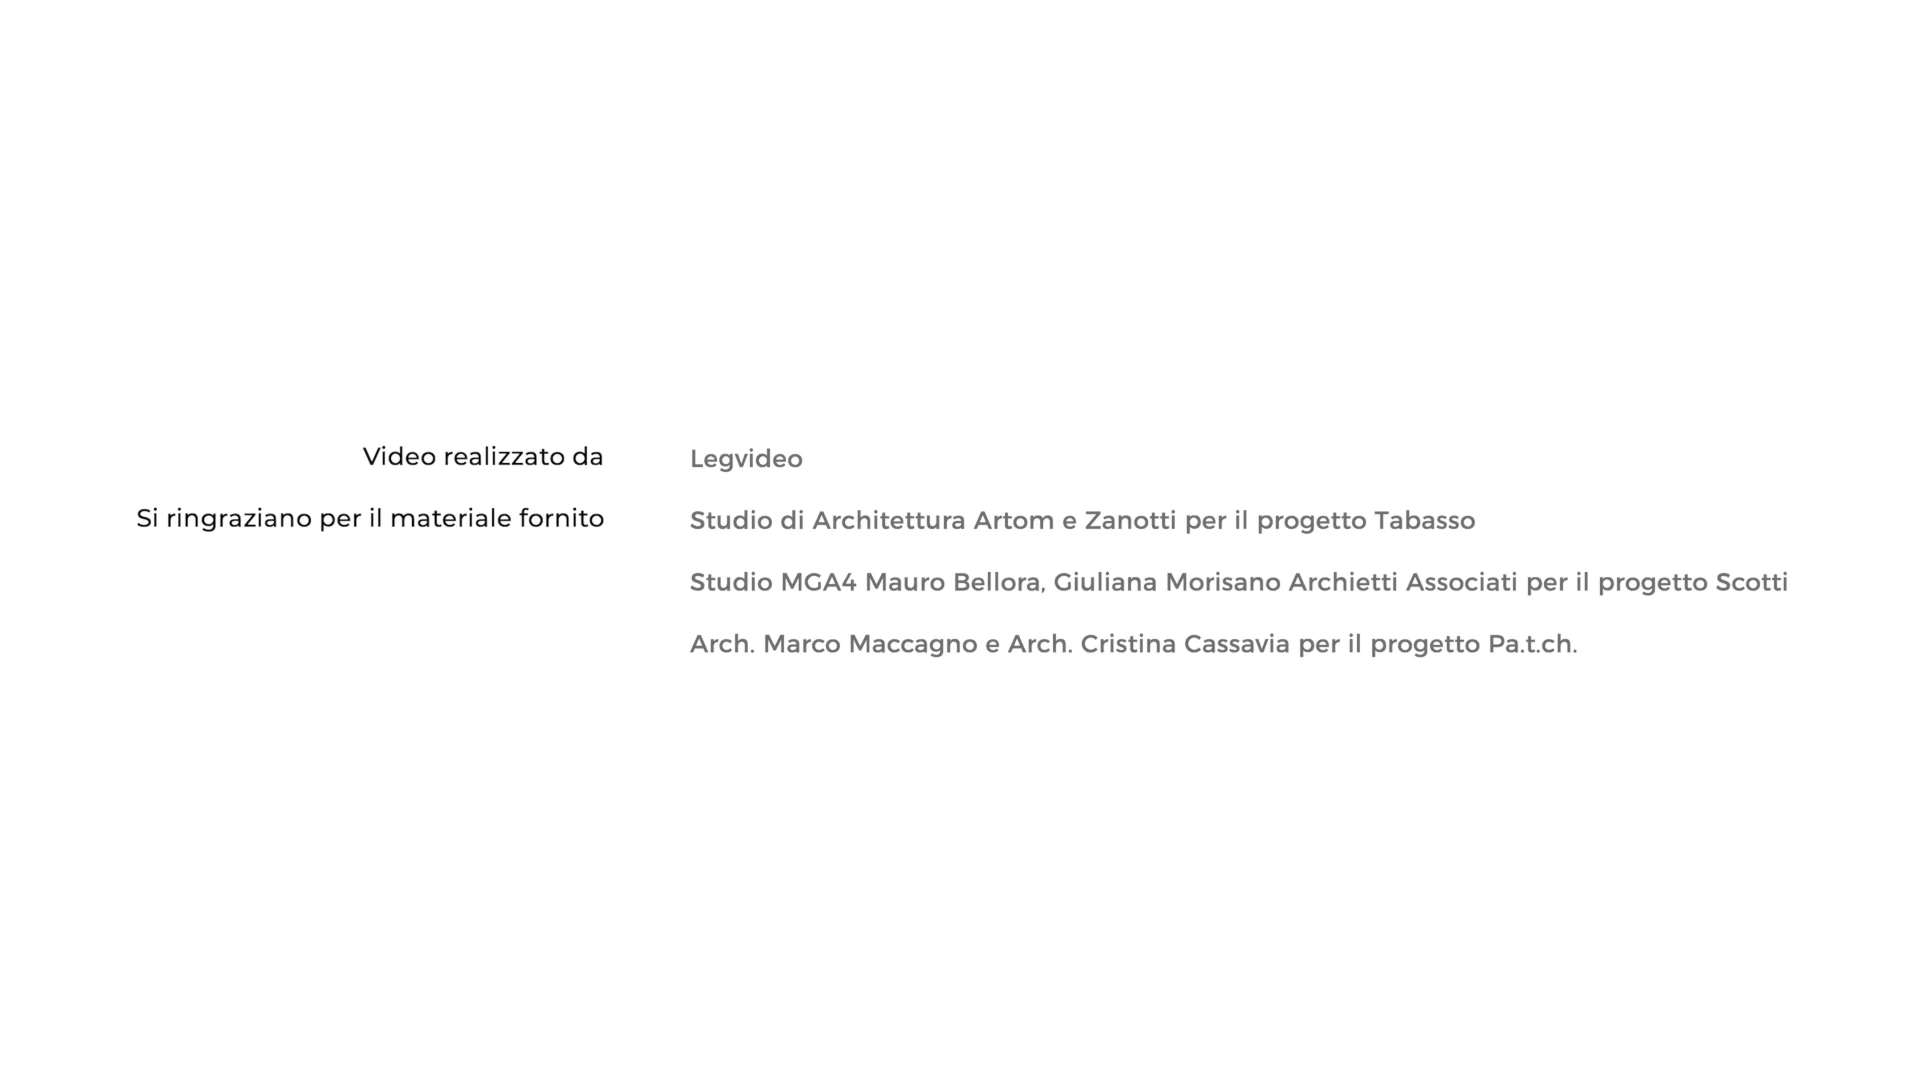 Video realizzato da Legvideo
Si ringraziano per il materiale fornito Studio di Architettura Artom e Zanotti per il progetto Tabasso
Studio MGA4 Mauro Bellora, Giuliana Morisano Archietti Associati per il progetto Scotti
Arch. Marco Maccagno e Arch. Cristina Cassavia per il progetto Pa.t.ch.